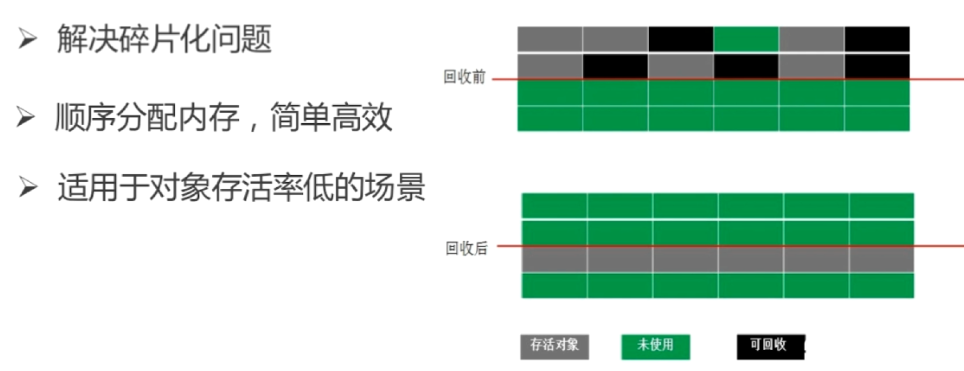 ➢ 解决碎片化问题
➢ 顺序分配内存，简单高效
➢ 适用于对象存活率低的场景
回收前
回收后
存活对象 未使用 可回收